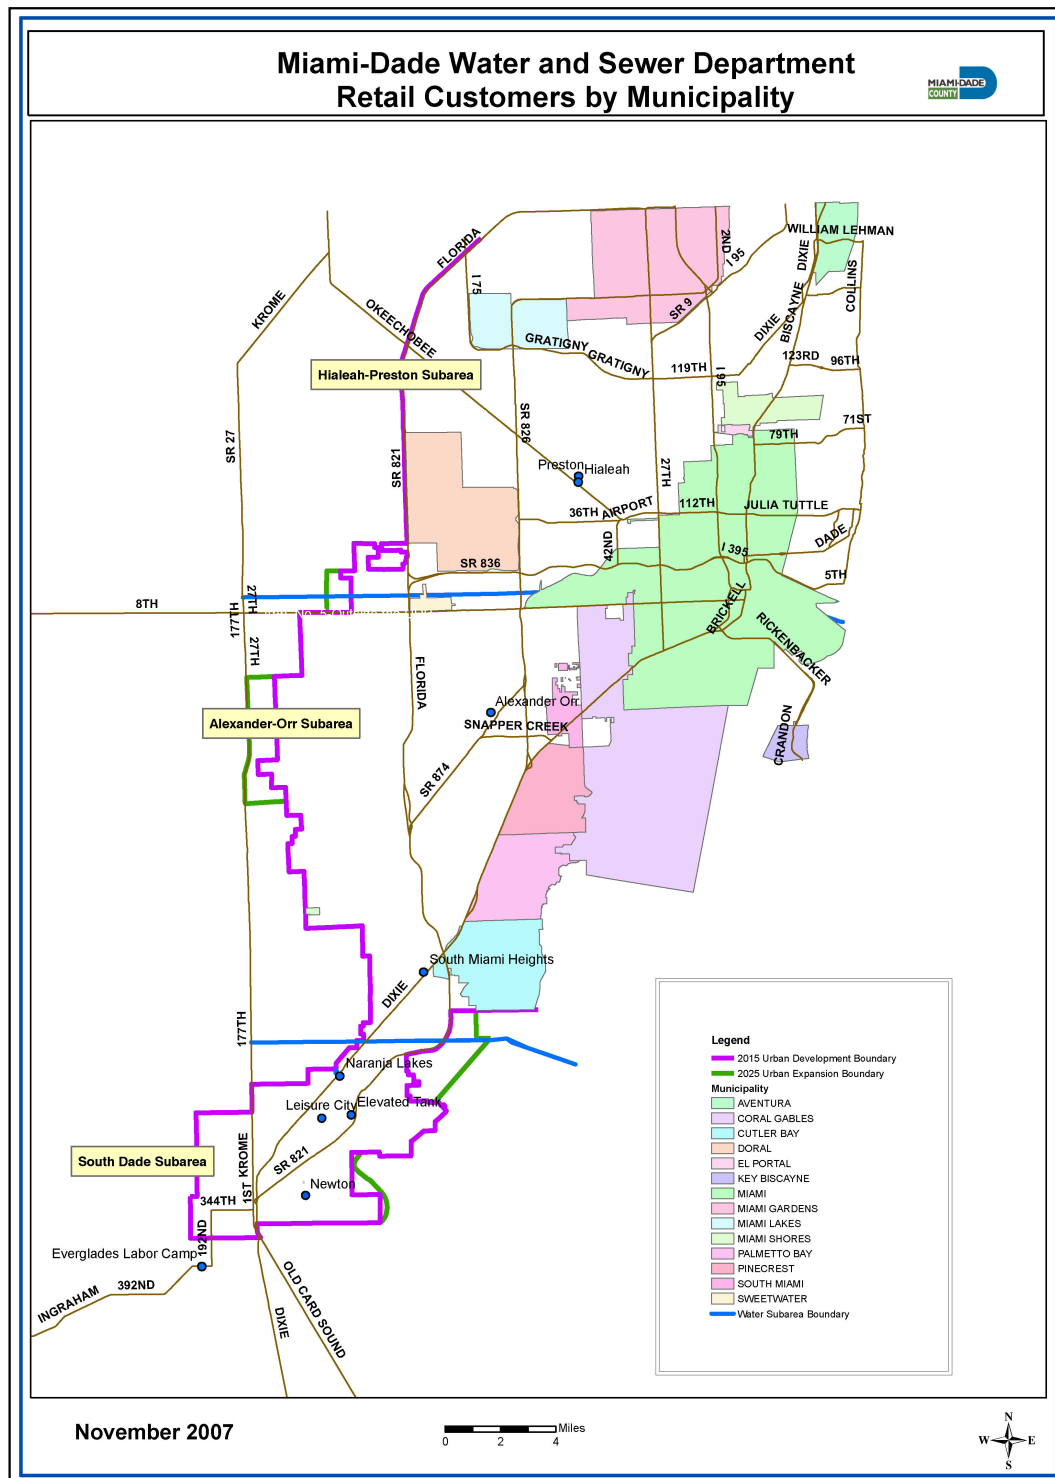 Miami-Dade Water and Sewer Department
Retail Customers by Municipality
MIAMI-DADE
COUNTY
WILLIAM LEHMAN
FLORIDA
2ND
I 95
DIXIE
COLLINS
I 75
KROME
OKEECHOBEE
SR 9
DIXIE
BISCAYNE
GRATIGNY
GRATIGNY
123RD
96TH
119TH
I 95
Hialeah-Preston Subarea
SR 826
71ST
79TH
SR 27
SR 821
Preston
Hialeah
27TH
36TH
AIRPORT
112TH
JULIA TUTTLE
42ND
DADE
I 395
SR 836
5TH
8TH
27TH
177TH
BRICKELL
RICKENBACKER
27TH
FLORIDA
Alexander Orr
Alexander-Orr Subarea
SNAPPER CREEK
CRANDON
SR 874
South Miami Heights
DIXIE
177TH
Naranja Lakes
Leisure City
Elevated Tank
South Dade Subarea
KROME
1ST
SR 821
Newton
344TH
192ND
Everglades Labor Camp
392ND
INGRAHAM
OLD CARD SOUND
DIXIE
Legend
2015 Urban Development Boundary
2025 Urban Expansion Boundary
Municipality
AVENTURA
CORAL GABLES
CUTLER BAY
DORAL
EL PORTAL
KEY BISCAYNE
MIAMI
MIAMI GARDENS
MIAMI LAKES
MIAMI SHORES
PALMETTO BAY
PINECREST
SOUTH MIAMI
SWEETWATER
Water Subarea Boundary
November 2007
Miles
0 2 4
N
W E
S